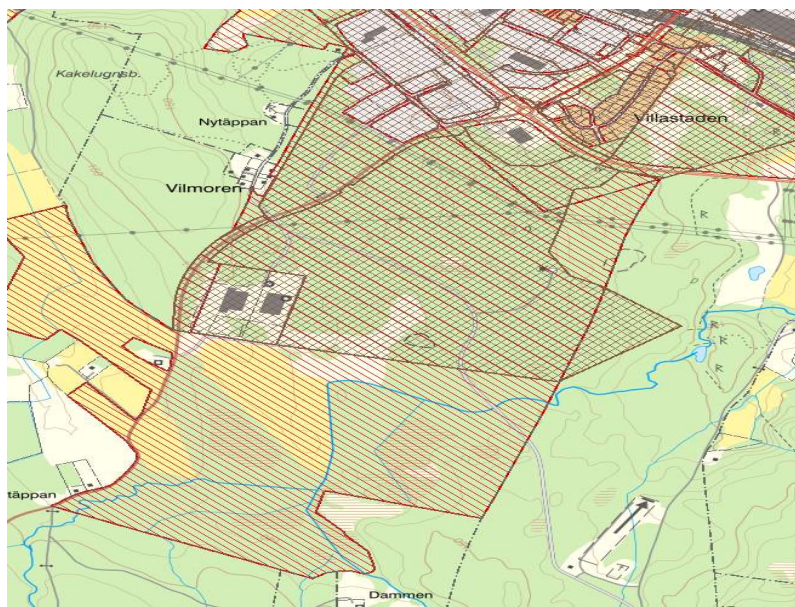 Kakelugnsb.
Nytäppan
Villastaden
R
Vilmoren
R
R
R
R
täppan
Dammen